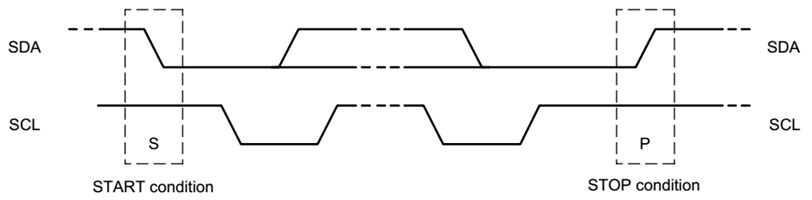 SDA SDA
SCL SCL
S P
START condition STOP condition